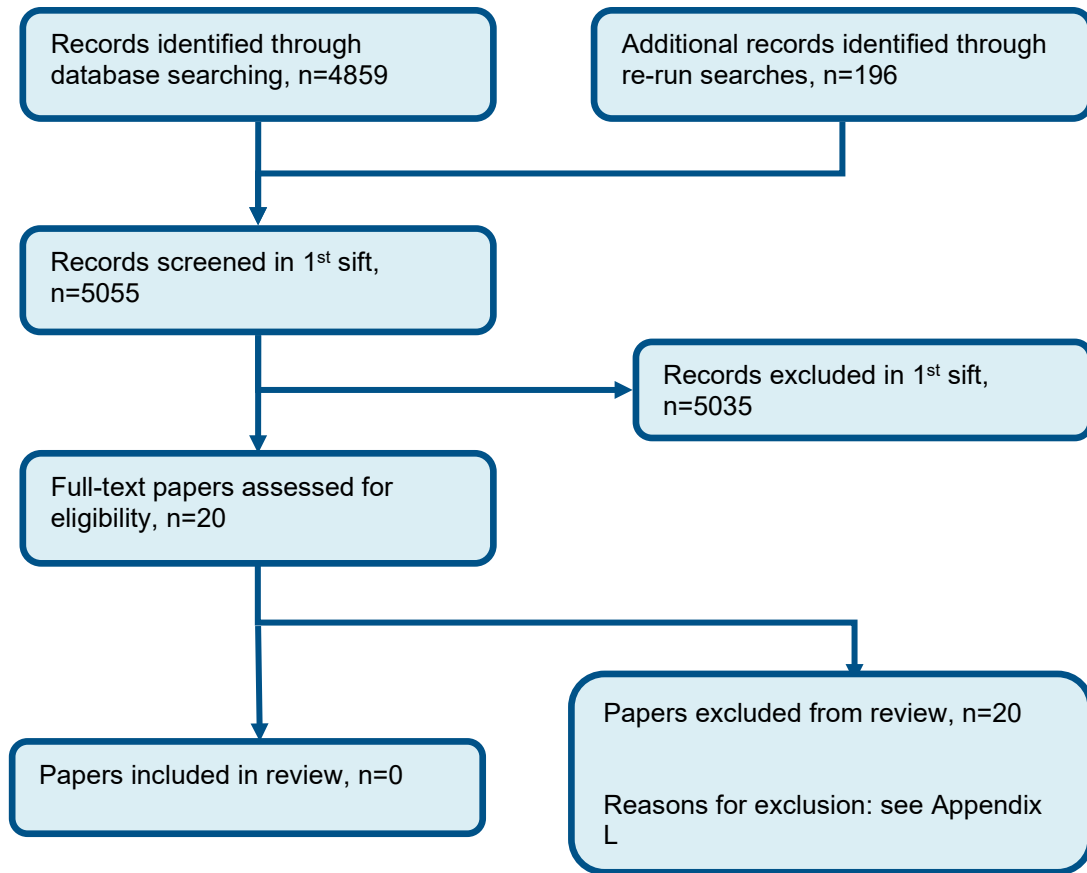 Records identified through
database searching, n=4859
Additional records identified through
re-run searches, n=196
Records screened in 1st sift,
n=5055
Records excluded in 1st sift,
n=5035
Full-text papers assessed for
eligibility, n=20
Papers included in review, n=0
Papers excluded from review, n=20
Reasons for exclusion: see Appendix
L